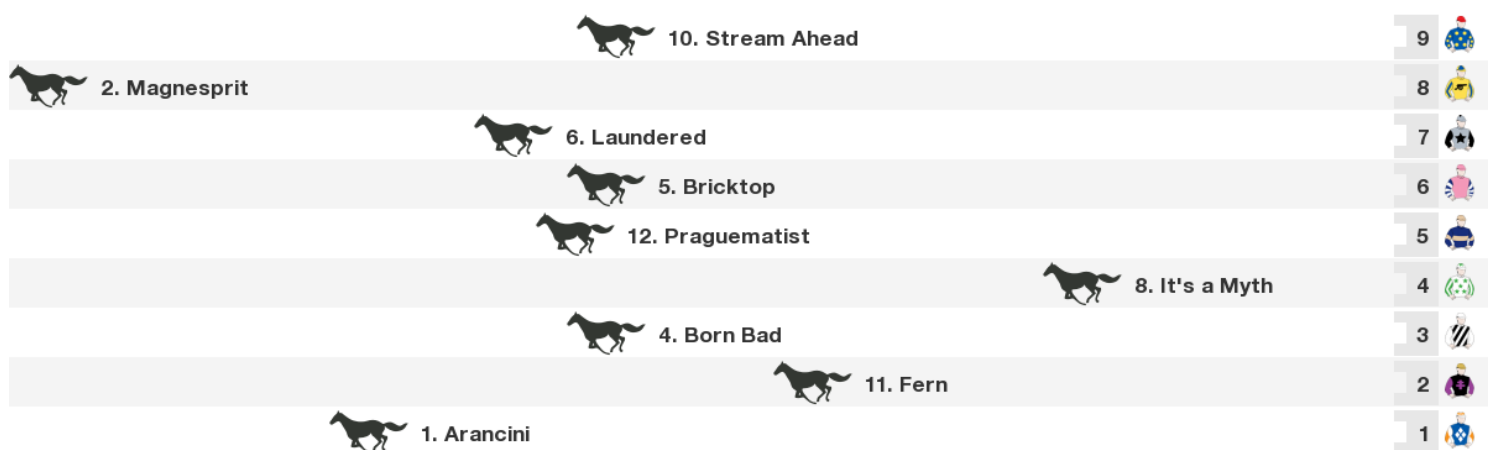 10. Stream Ahead 9
2. Magnesprit 8
6. Laundered 7
5. Bricktop 6
12. Praguematist 5
8. It's a Myth 4
4. Born Bad 3
11. Fern 2
1. Arancini 1